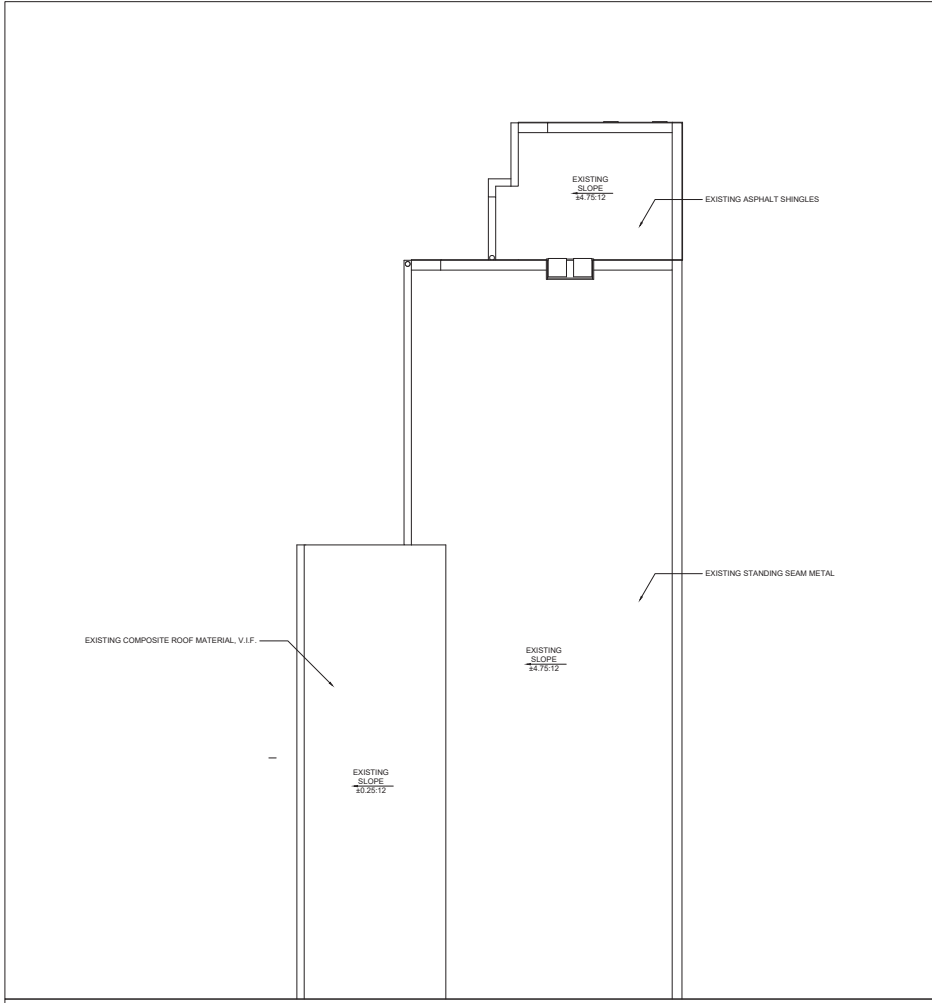 EXISTING
SLOPE
±4.75:12
EXISTING ASPHALT SHINGLES
EXISTING STANDING SEAM METAL
EXISTING COMPOSITE ROOF MATERIAL, V.I.F.
EXISTING
SLOPE
±4.75:12
EXISTING
SLOPE
±0.25:12